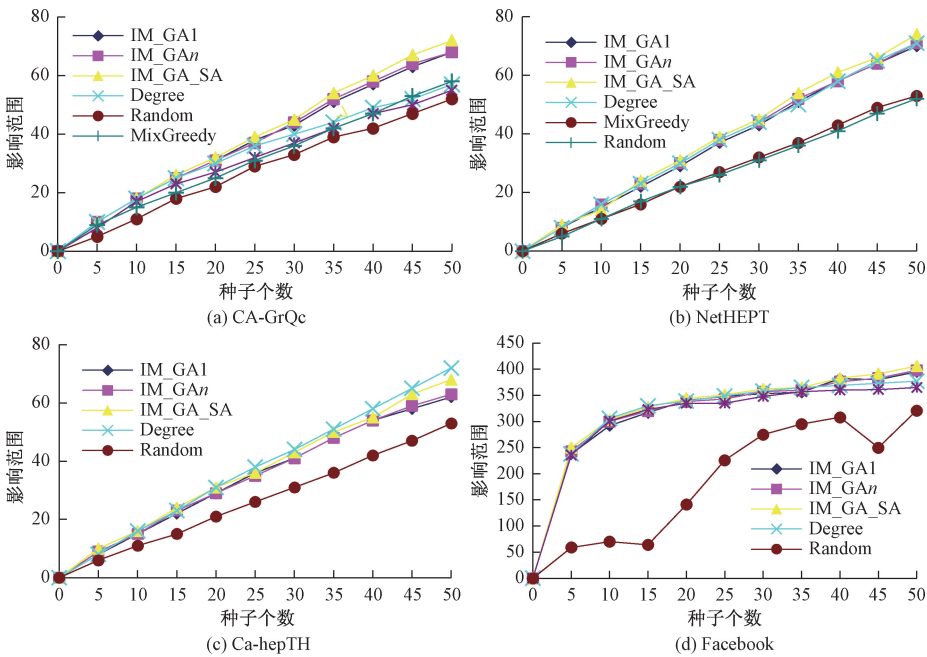 80
60
40
20
0
影响范围
IM_GA1
IM_GAn
IM_GA_SA
Degree
Random
MixGreedy
0 5 10 15 20 25 30 35 40 45 50
种子个数
(a) CA-GrQc
80
60
40
20
0
影响范围
IM_GA1
IM_GAn
IM_GA_SA
Degree
MixGreedy
Random
0 5 10 15 20 25 30 35 40 45 50
种子个数
(b) NetHEPT
80
60
40
20
0
影响范围
IM_GA1
IM_GAn
IM_GA_SA
Degree
Random
0 5 10 15 20 25 30 35 40 45 50
种子个数
(c) Ca-hepTH
450
400
350
300
250
200
150
100
50
0
影响范围
IM_GA1
IM_GAn
IM_GA_SA
Degree
Random
0 5 10 15 20 25 30 35 40 45 50
种子个数
(d) Facebook